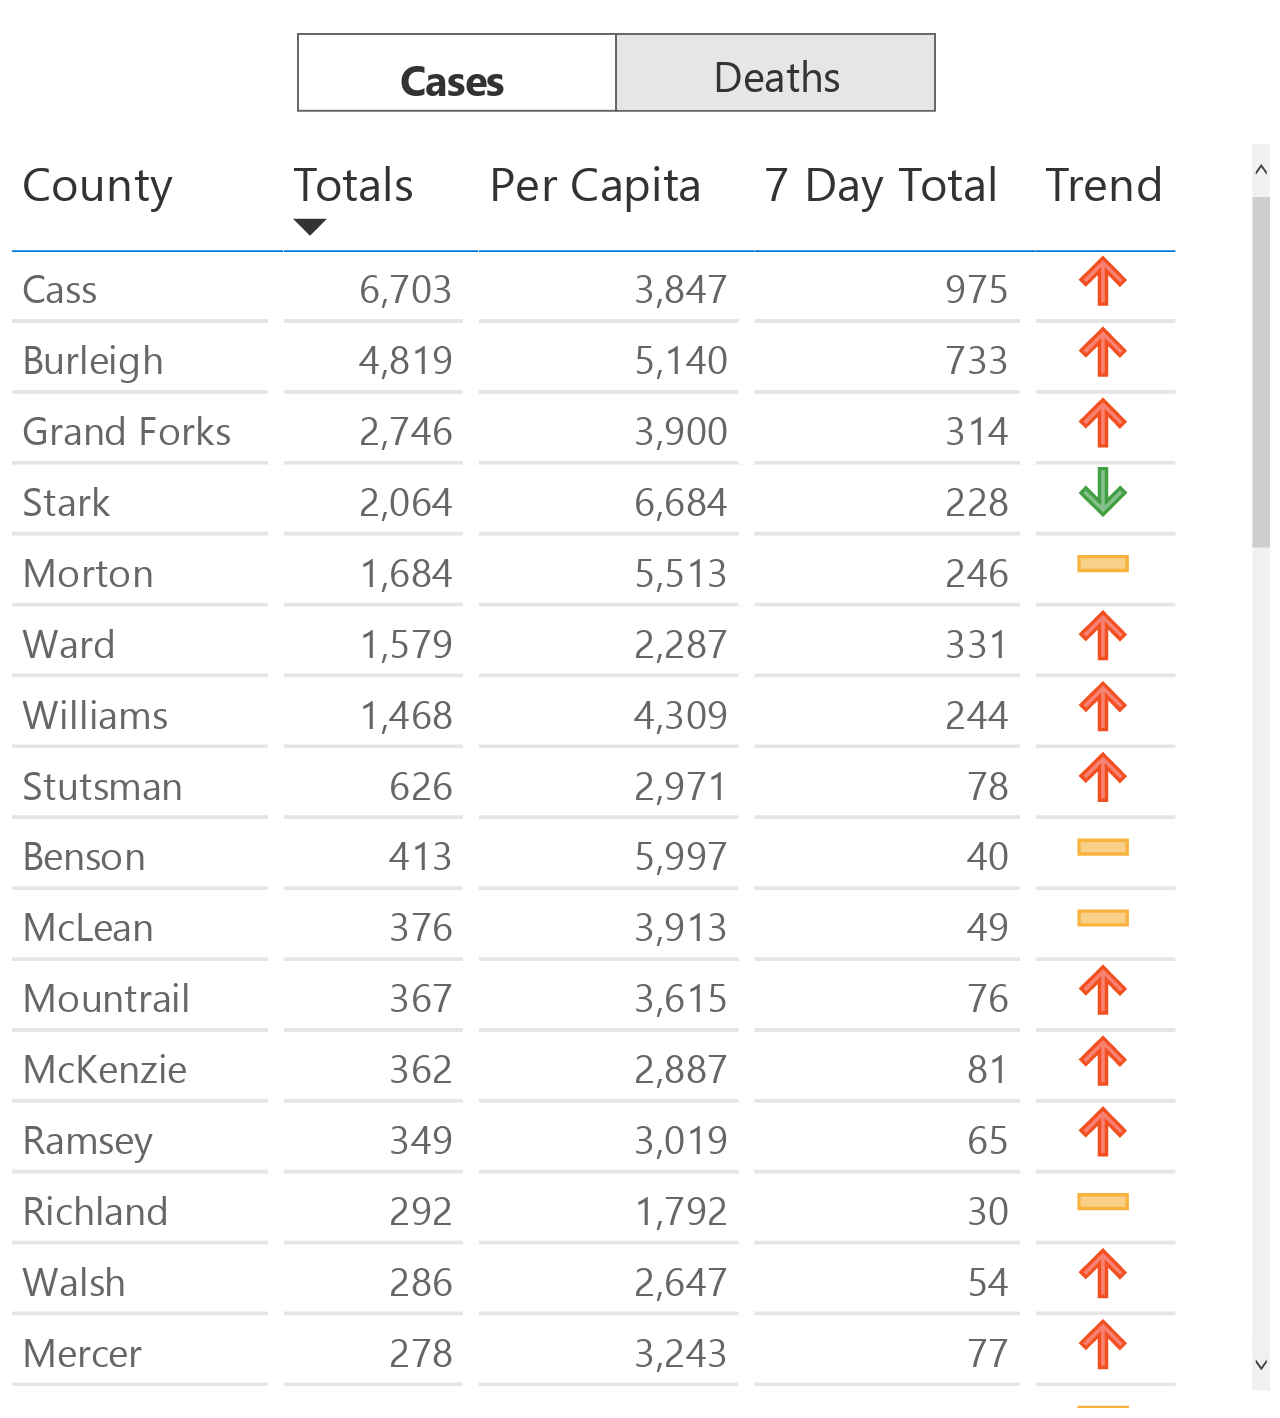 Cases Deaths
County Totals Per Capita 7 Day Total Trend
Cass 6,703 3,847 975
Burleigh 4,819 5,140 733
Grand Forks 2,746 3,900 314
Stark 2,064 6,684 228
Morton 1,684 5,513 246
Ward 1,579 2,287 331
Williams 1,468 4,309 244
Stutsman 626 2,971 78
Benson 413 5,997 40
McLean 376 3,913 49
Mountrail 367 3,615 76
McKenzie 362 2,887 81
Ramsey 349 3,019 65
Richland 292 1,792 30
Walsh 286 2,647 54
Mercer 278 3,243 77